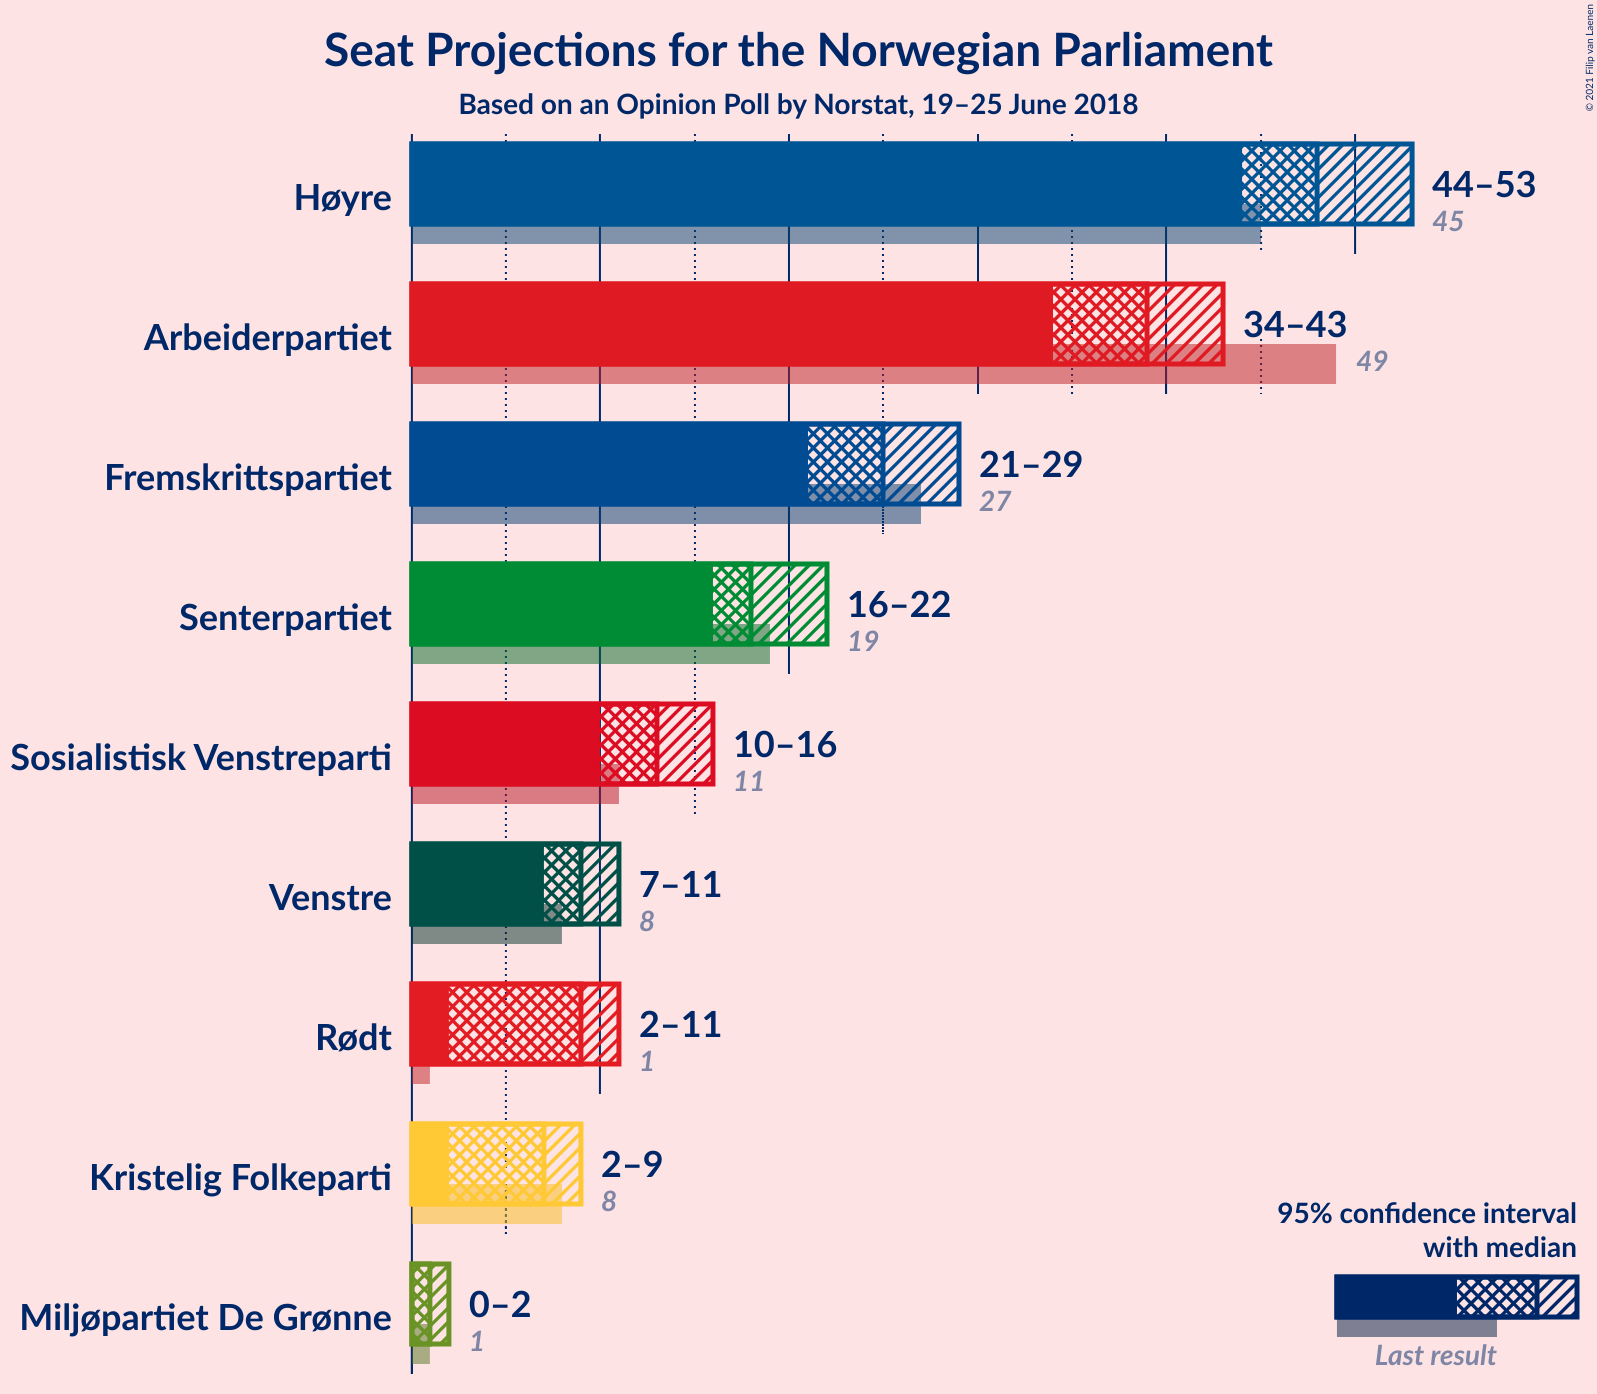 Seat Projections for the Norwegian Parliament
Based on an Opinion Poll by Norstat, 19–25 June 2018
© 2021 Filip van Laenen
Høyre
44–53
45
Arbeiderpartiet
34–43
49
Fremskrittspartiet
21–29
27
Senterpartiet
16–22
19
Sosialistisk Venstreparti
10–16
11
Venstre
7–11
8
Rødt
2–11
1
Kristelig Folkeparti
2–9
8
Miljøpartiet De Grønne
0–2
1
95% confidence interval
with median
Last result